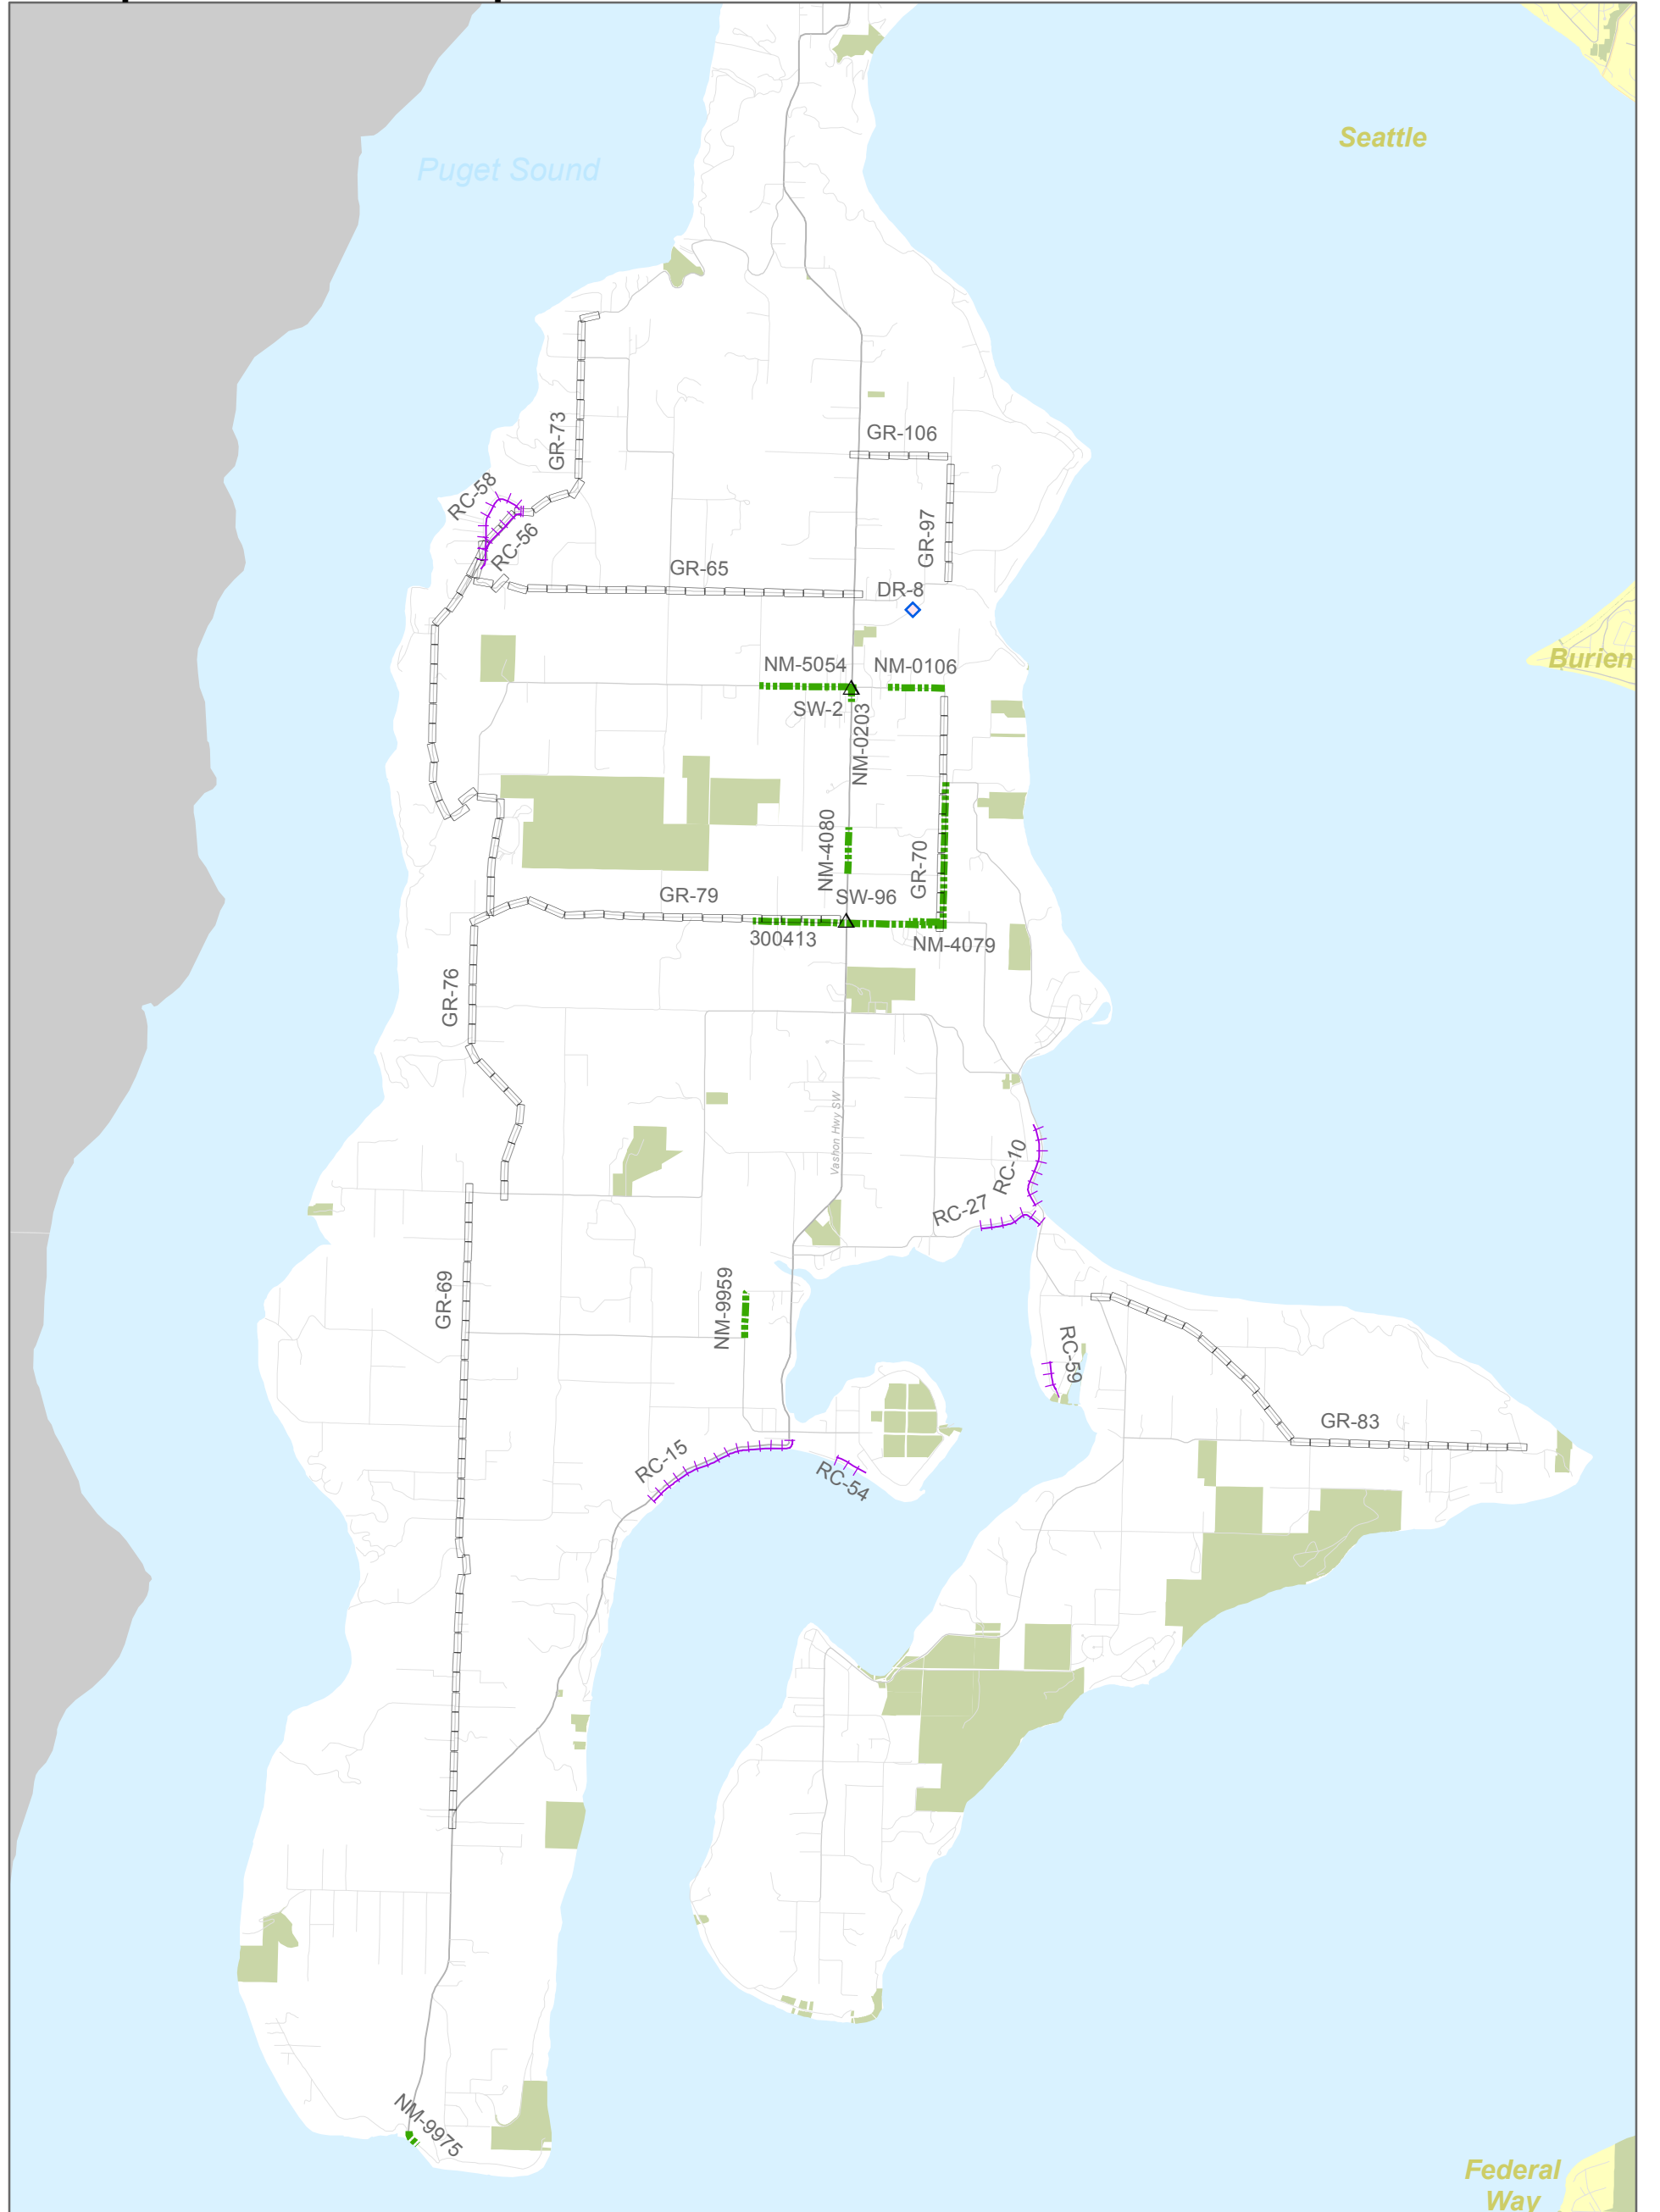 Seattle
Puget Sound
GR-73
GR-106
RC-58
RC-56
GR-97
GR-65
DR-8
Burien
NM-5054
NM-0106
SW-2
NM-0203
NM-4080
GR-70
GR-79
SW-96
300413
NM-4079
GR-76
Vashon Hwy SW
RC-10
RC-27
GR-69
NM-9959
RC-59
GR-83
RC-15
RC-54
NM-9975
Federal
Way